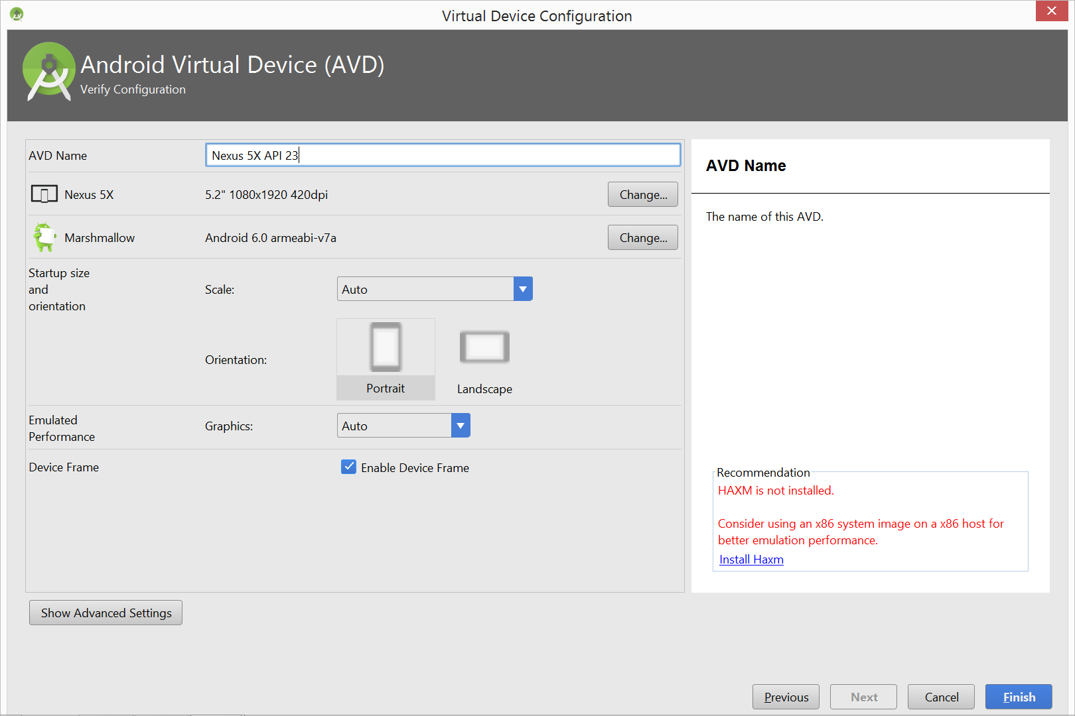 Virtual Device Configuration
Android Virtual Device (AVD)
Verify Configuration
AVD Name
Nexus 5X API 23
Nexus 5X
5.2" 1080x1920 420dpi
Change...
Marshmallow
Android 6.0 armeabi-v7a
Change...
Startup size
and
orientation
Scale:
Auto
Orientation:
Portrait
Landscape
Emulated
Performance
Graphics:
Auto
Device Frame
Enable Device Frame
Show Advanced Settings
AVD Name
The name of this AVD.
Recommendation
HAXM is not installed.
Consider using an x86 system image on a x86 host for
better emulation performance.
Install Haxm
Previous
Next
Cancel
Finish